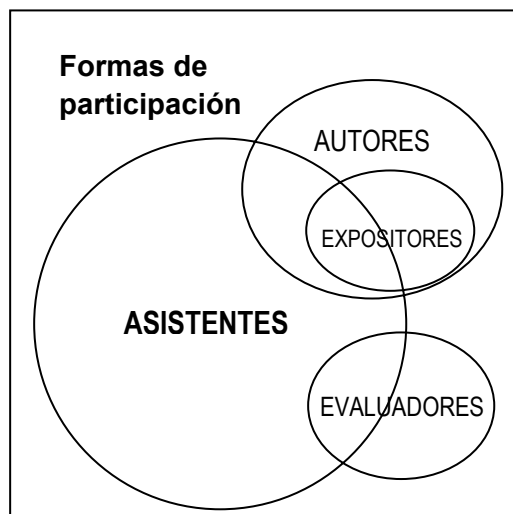 Formas de
participación
AUTORES
EXPOSITORES
ASISTENTES
EVALUADORES